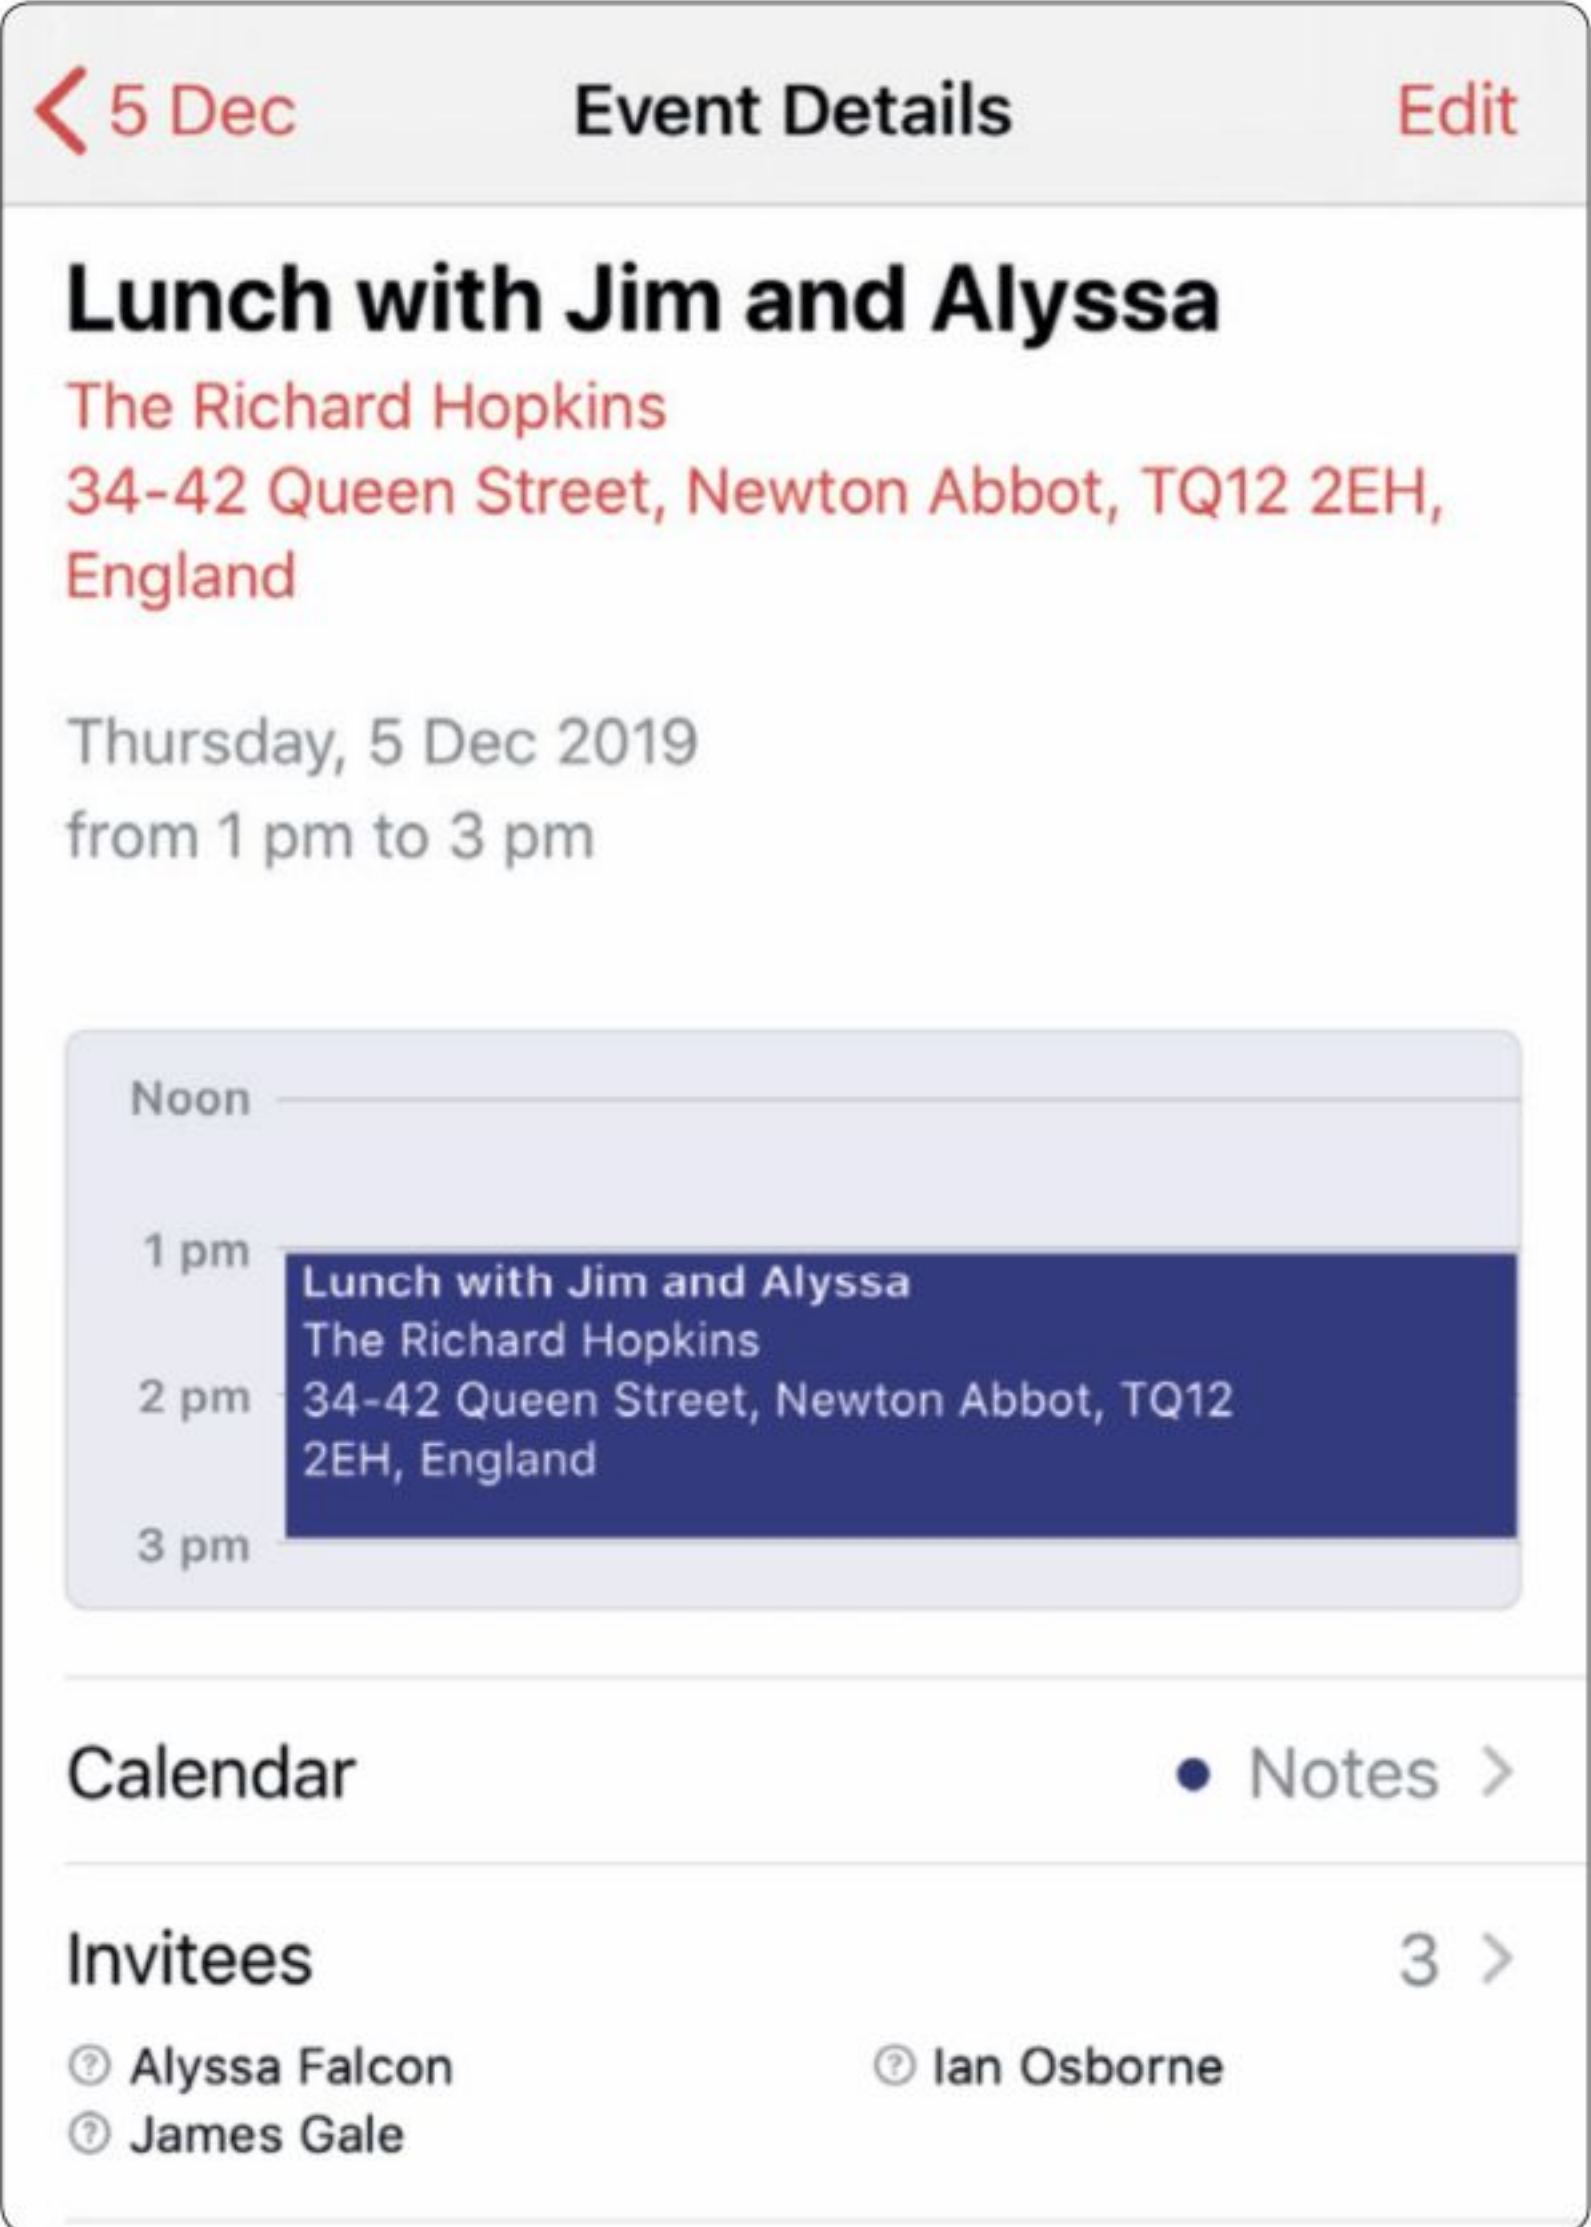 5 Dec Event Details Edit
Lunch with Jim and Alyssa
The Richard Hopkins
34-42 Queen Street, Newton Abbot, TQ12 2EH,
England
Thursday, 5 Dec 2019
from 1 pm to 3 pm
Noon
1 pm
Lunch with Jim and Alyssa
The Richard Hopkins
2 pm 34-42 Queen Street, Newton Abbot, TQ12
2EH, England
3 pm
Calendar Notes
Invitees 3
Alyssa Falcon Ian Osborne
James Gale